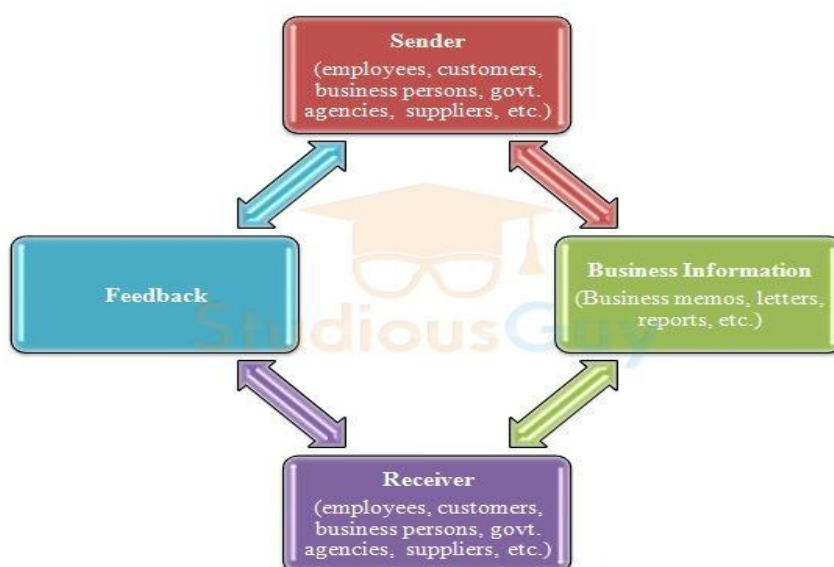 Sender
(employees, customers,
business persons, govt.
agencies, suppliers, etc.)
Feedback
Business Information
(Business memos, letters,
reports, etc.)
StudiousGuy
Receiver
(employees, customers,
business persons, govt.
agencies, suppliers, etc.)